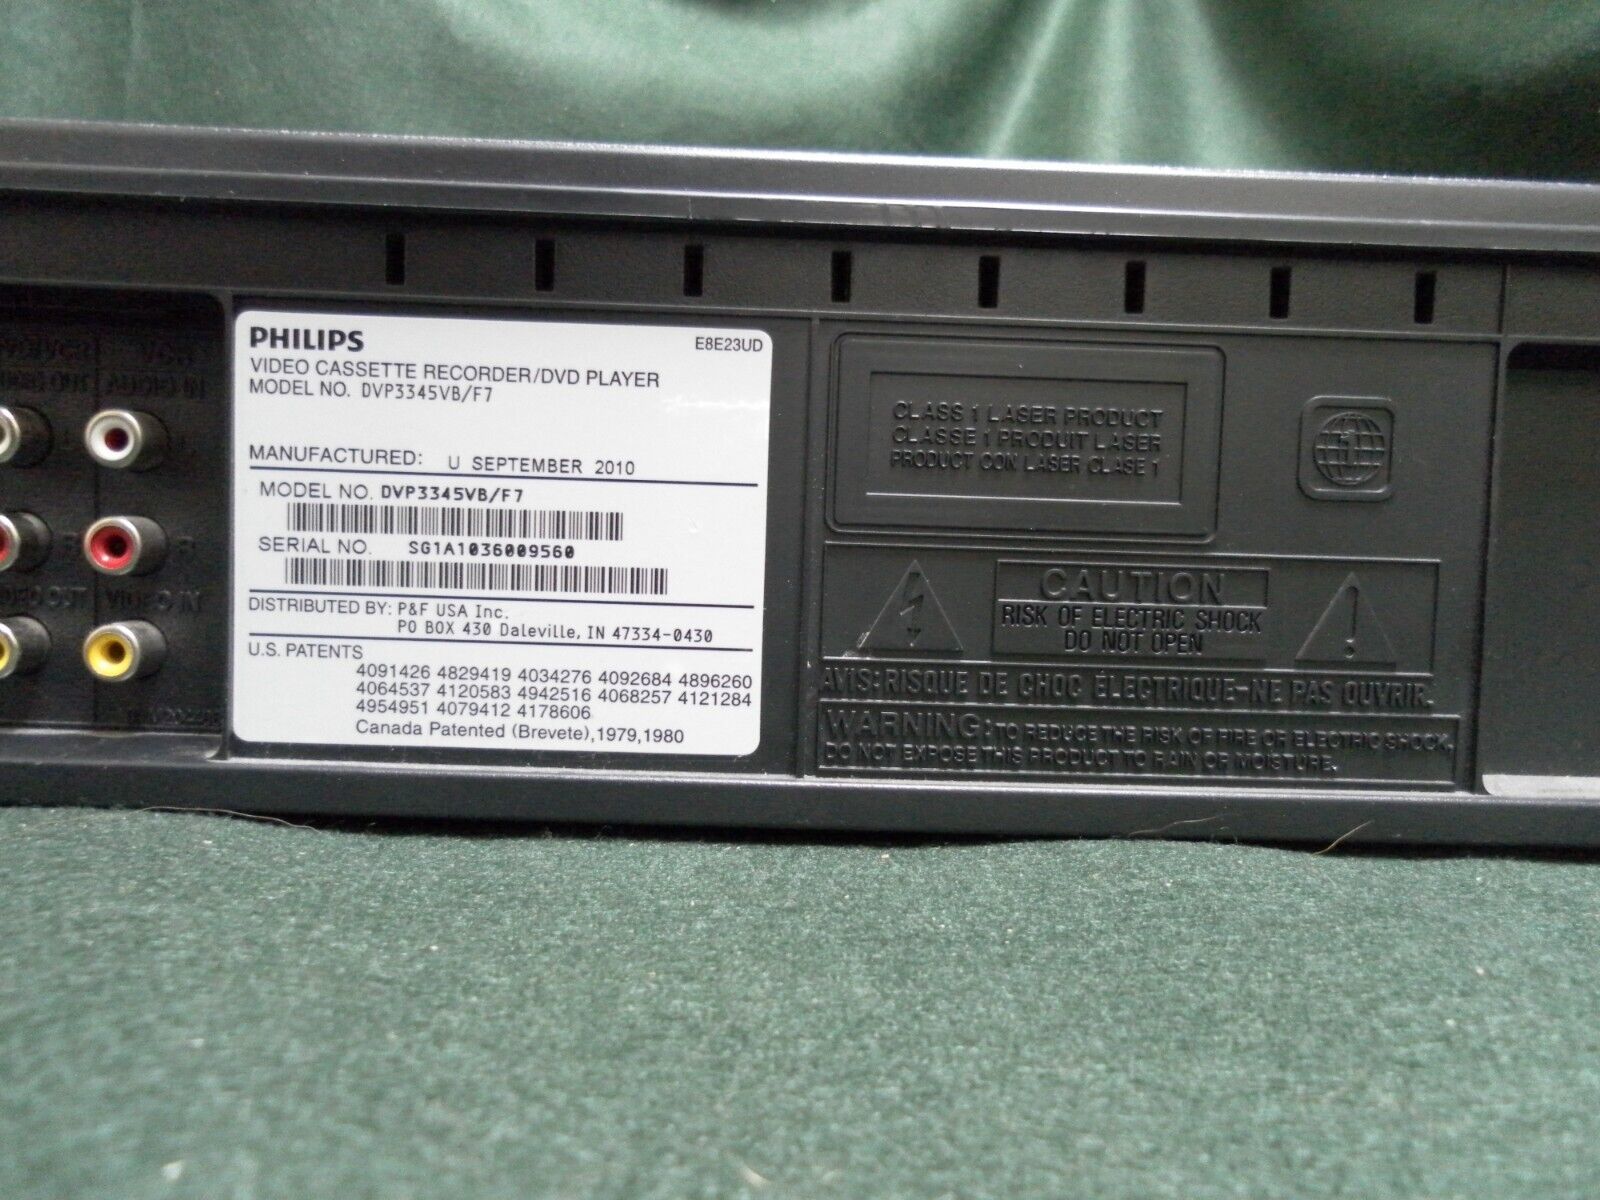 PHILIPS
E8E23UD
VIDEO CASSETTE RECORDER/DVD PLAYER
MODEL NO. DVP3345VB/F7
MANUFACTURED: U SEPTEMBER 2010
MODEL NO. DVP3345VB/F7
SERIAL NO. SG1A1036009560
DISTRIBUTED BY: P&F USA Inc.
PO BOX 430 Daleville, IN 47334-0430
U.S. PATENTS
4091426 4829419 4034276 4092684 4896260
4064537 4120583 4942516 4068257 4121284
4954951 4079412 4178606
Canada Patented (Brevete),1979,1980
VCR
OUT AUDIO IN
L
R
OUT VIDEO IN
CLASS 1 LASER PRODUCT
CLASSE 1 PRODUIT LASER
PRODUCT CON LASER CLASE 1
1
CAUTION
RISK OF ELECTRIC SHOCK
DO NOT OPEN
AVIS:RISQUE DE CHOC ÉLECTRIQUE-NE PAS OUVRIR.
WARNING:TO REDUCE THE RISK OF FIRE OR ELECTRIC SHOCK,
DO NOT EXPOSE THIS PRODUCT TO RAIN OR MOISTURE.